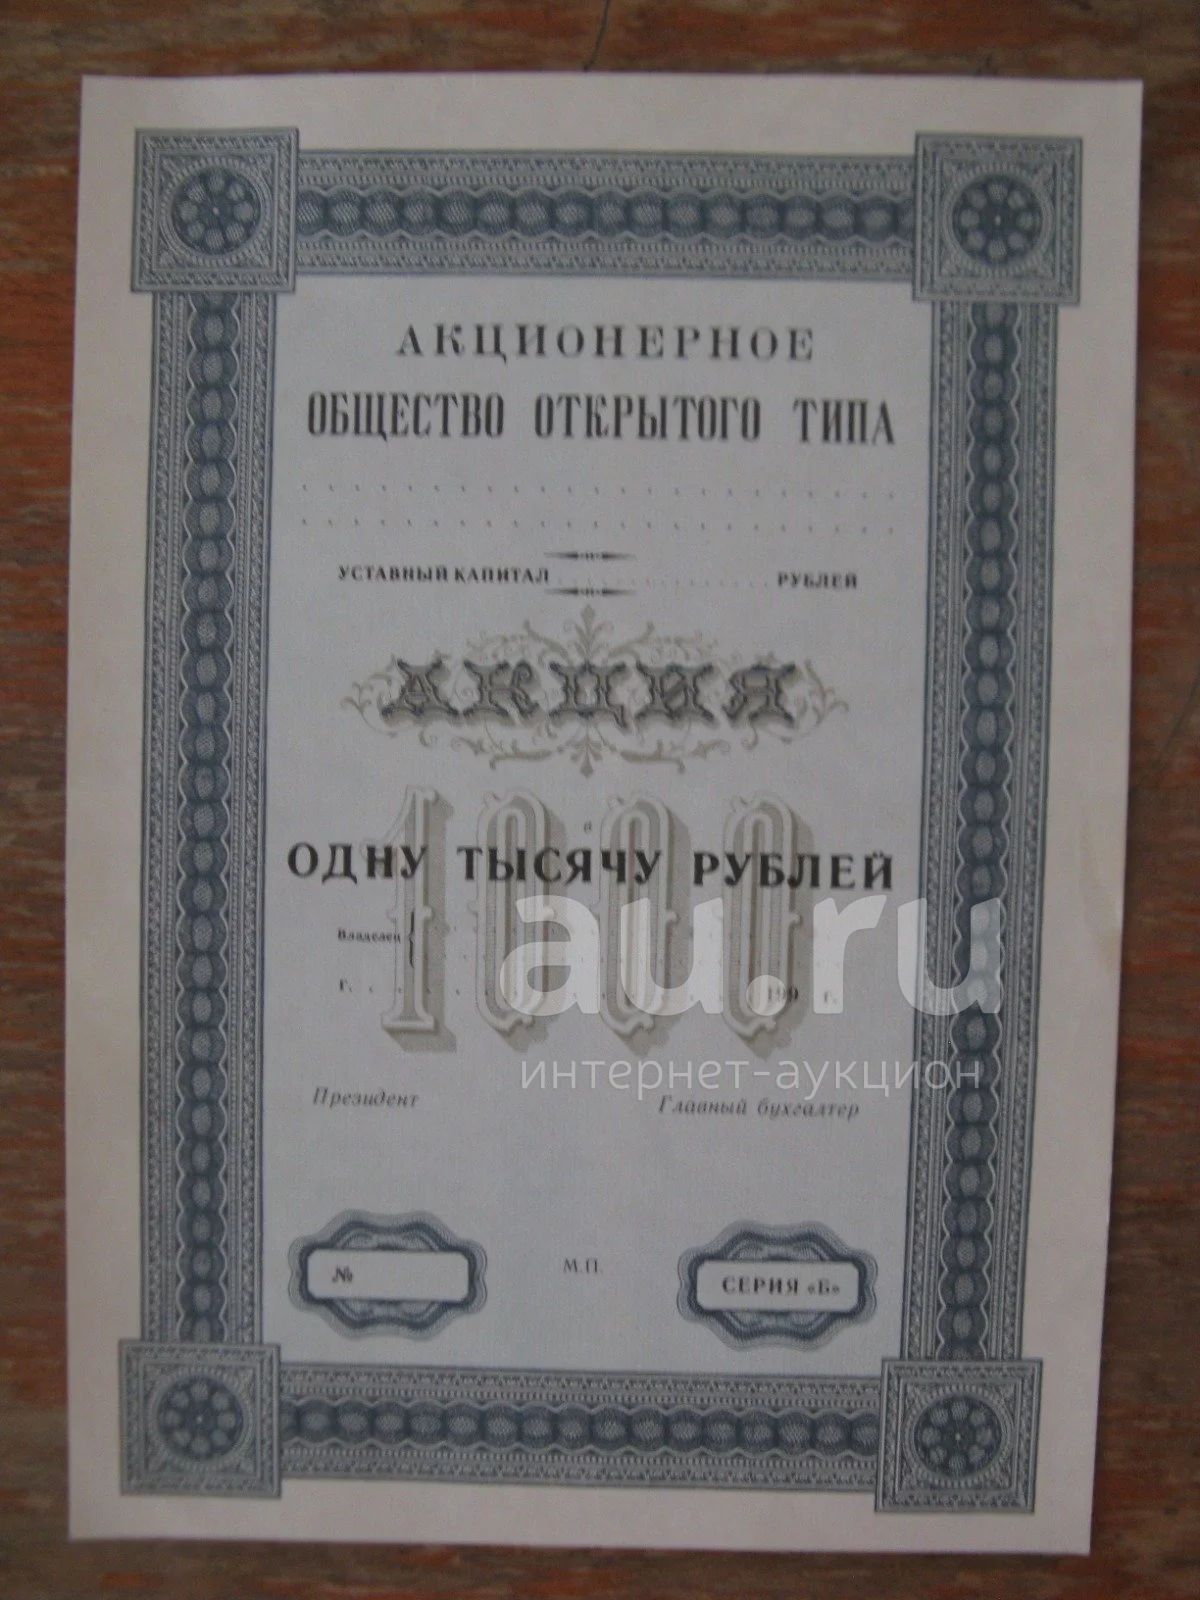 АКЦИОНЕРНОЕ
ОБЩЕСТВО ОТКРЫТОГО ТИПА
УСТАВНЫЙ КАПИТАЛ РУБЛЕЙ
АКЦИЯ
1000
в
ОДНУ ТЫСЯЧУ РУБЛЕЙ
Владелец
г. 199 г.
au.ru
интернет-аукцион
Президент Главный бухгалтер
№ М.П. СЕРИЯ «Б»